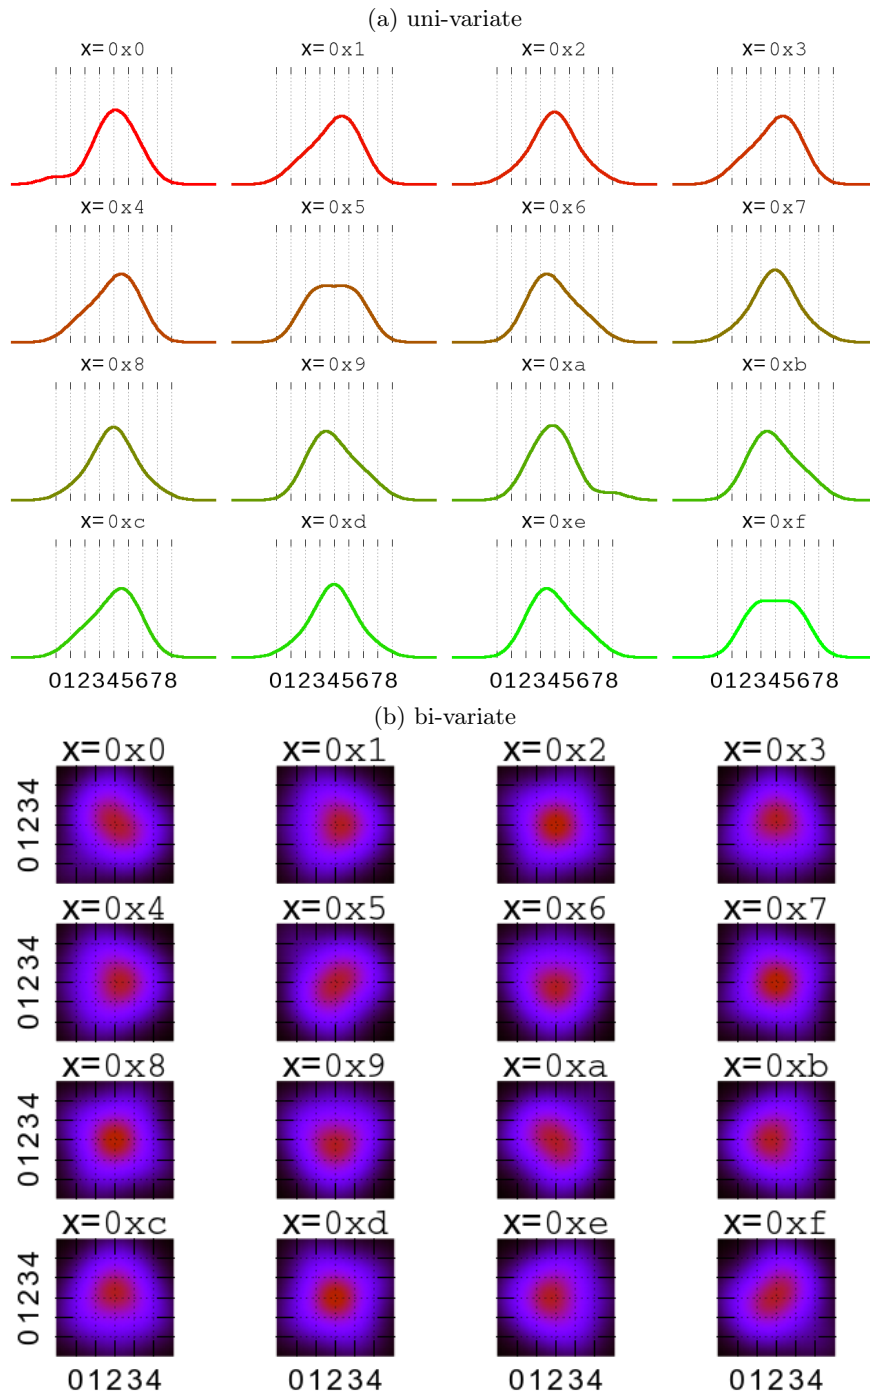 (a) uni-variate
x=0x0 x=0x1 x=0x2 x=0x3
x=0x4 x=0x5 x=0x6 x=0x7
x=0x8 x=0x9 x=0xa x=0xb
x=0xc x=0xd x=0xe x=0xf
012345678 012345678 012345678 012345678
(b) bi-variate
x=0x0 x=0x1 x=0x2 x=0x3
01234
x=0x4 x=0x5 x=0x6 x=0x7
01234
x=0x8 x=0x9 x=0xa x=0xb
01234
x=0xc x=0xd x=0xe x=0xf
01234
01234 01234 01234 01234